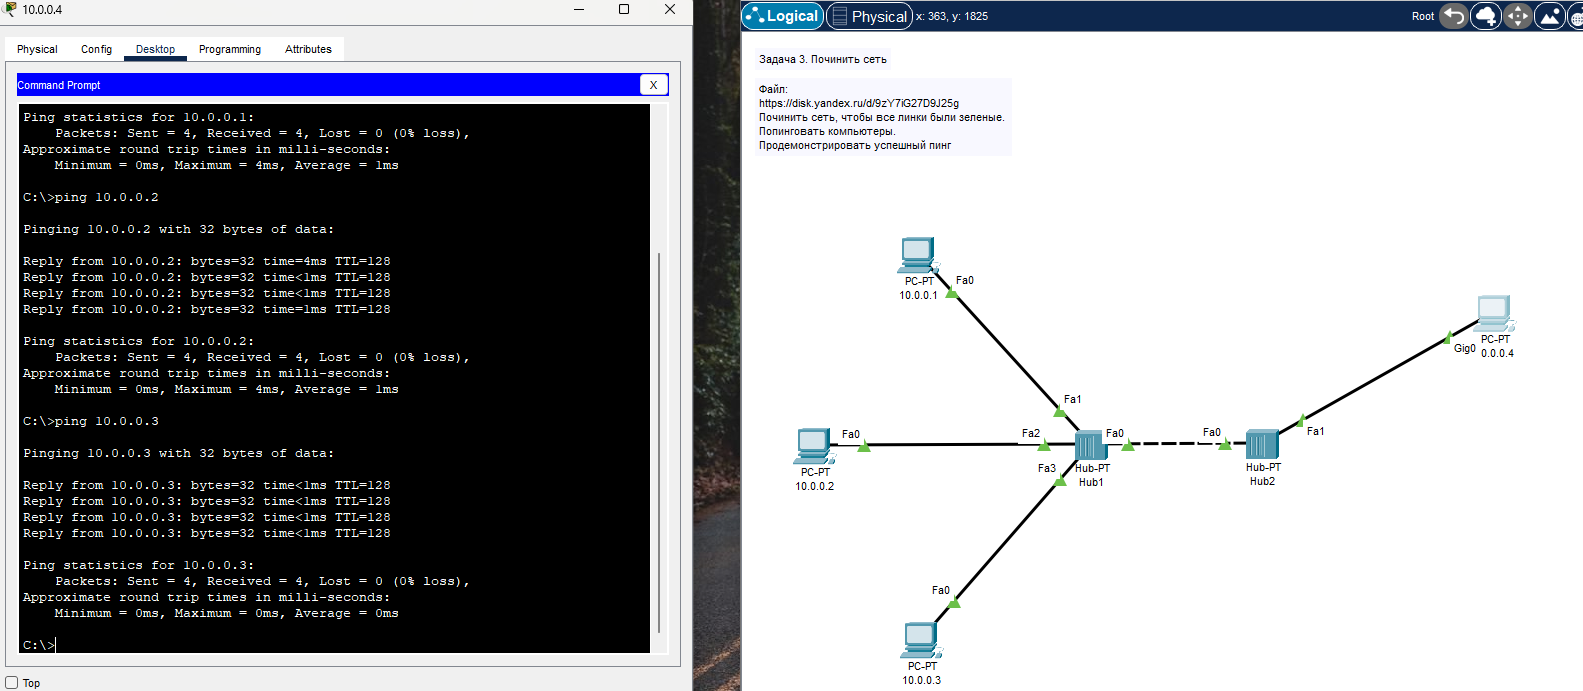 10.0.0.4
Physical Config Desktop Programming Attributes
Command Prompt
X
Ping statistics for 10.0.0.1:
Packets: Sent = 4, Received = 4, Lost = 0 (0% loss),
Approximate round trip times in milli-seconds:
Minimum = 0ms, Maximum = 4ms, Average = 1ms
C:\>ping 10.0.0.2
Pinging 10.0.0.2 with 32 bytes of data:
Reply from 10.0.0.2: bytes=32 time=4ms TTL=128
Reply from 10.0.0.2: bytes=32 time<1ms TTL=128
Reply from 10.0.0.2: bytes=32 time<1ms TTL=128
Reply from 10.0.0.2: bytes=32 time=1ms TTL=128
Ping statistics for 10.0.0.2:
Packets: Sent = 4, Received = 4, Lost = 0 (0% loss),
Approximate round trip times in milli-seconds:
Minimum = 0ms, Maximum = 4ms, Average = 1ms
C:\>ping 10.0.0.3
Pinging 10.0.0.3 with 32 bytes of data:
Reply from 10.0.0.3: bytes=32 time<1ms TTL=128
Reply from 10.0.0.3: bytes=32 time<1ms TTL=128
Reply from 10.0.0.3: bytes=32 time<1ms TTL=128
Reply from 10.0.0.3: bytes=32 time<1ms TTL=128
Ping statistics for 10.0.0.3:
Packets: Sent = 4, Received = 4, Lost = 0 (0% loss),
Approximate round trip times in milli-seconds:
Minimum = 0ms, Maximum = 0ms, Average = 0ms
C:\>
Top
Logical Physical x: 363, y: 1825 Root
Задача 3. Починить сеть
Файл:
https://disk.yandex.ru/d/9zY7iG27D9J25g
Починить сеть, чтобы все линки были зеленые.
Попинговать компьютеры.
Продемонстрировать успешный пинг
Fa0
PC-PT
10.0.0.1
PC-PT
Gig0
0.0.0.4
Fa1
Fa0
Fa2
Fa0
Fa0
Fa1
Fa3
Hub-PT
Hub1
Hub-PT
Hub2
PC-PT
10.0.0.2
Fa0
PC-PT
10.0.0.3